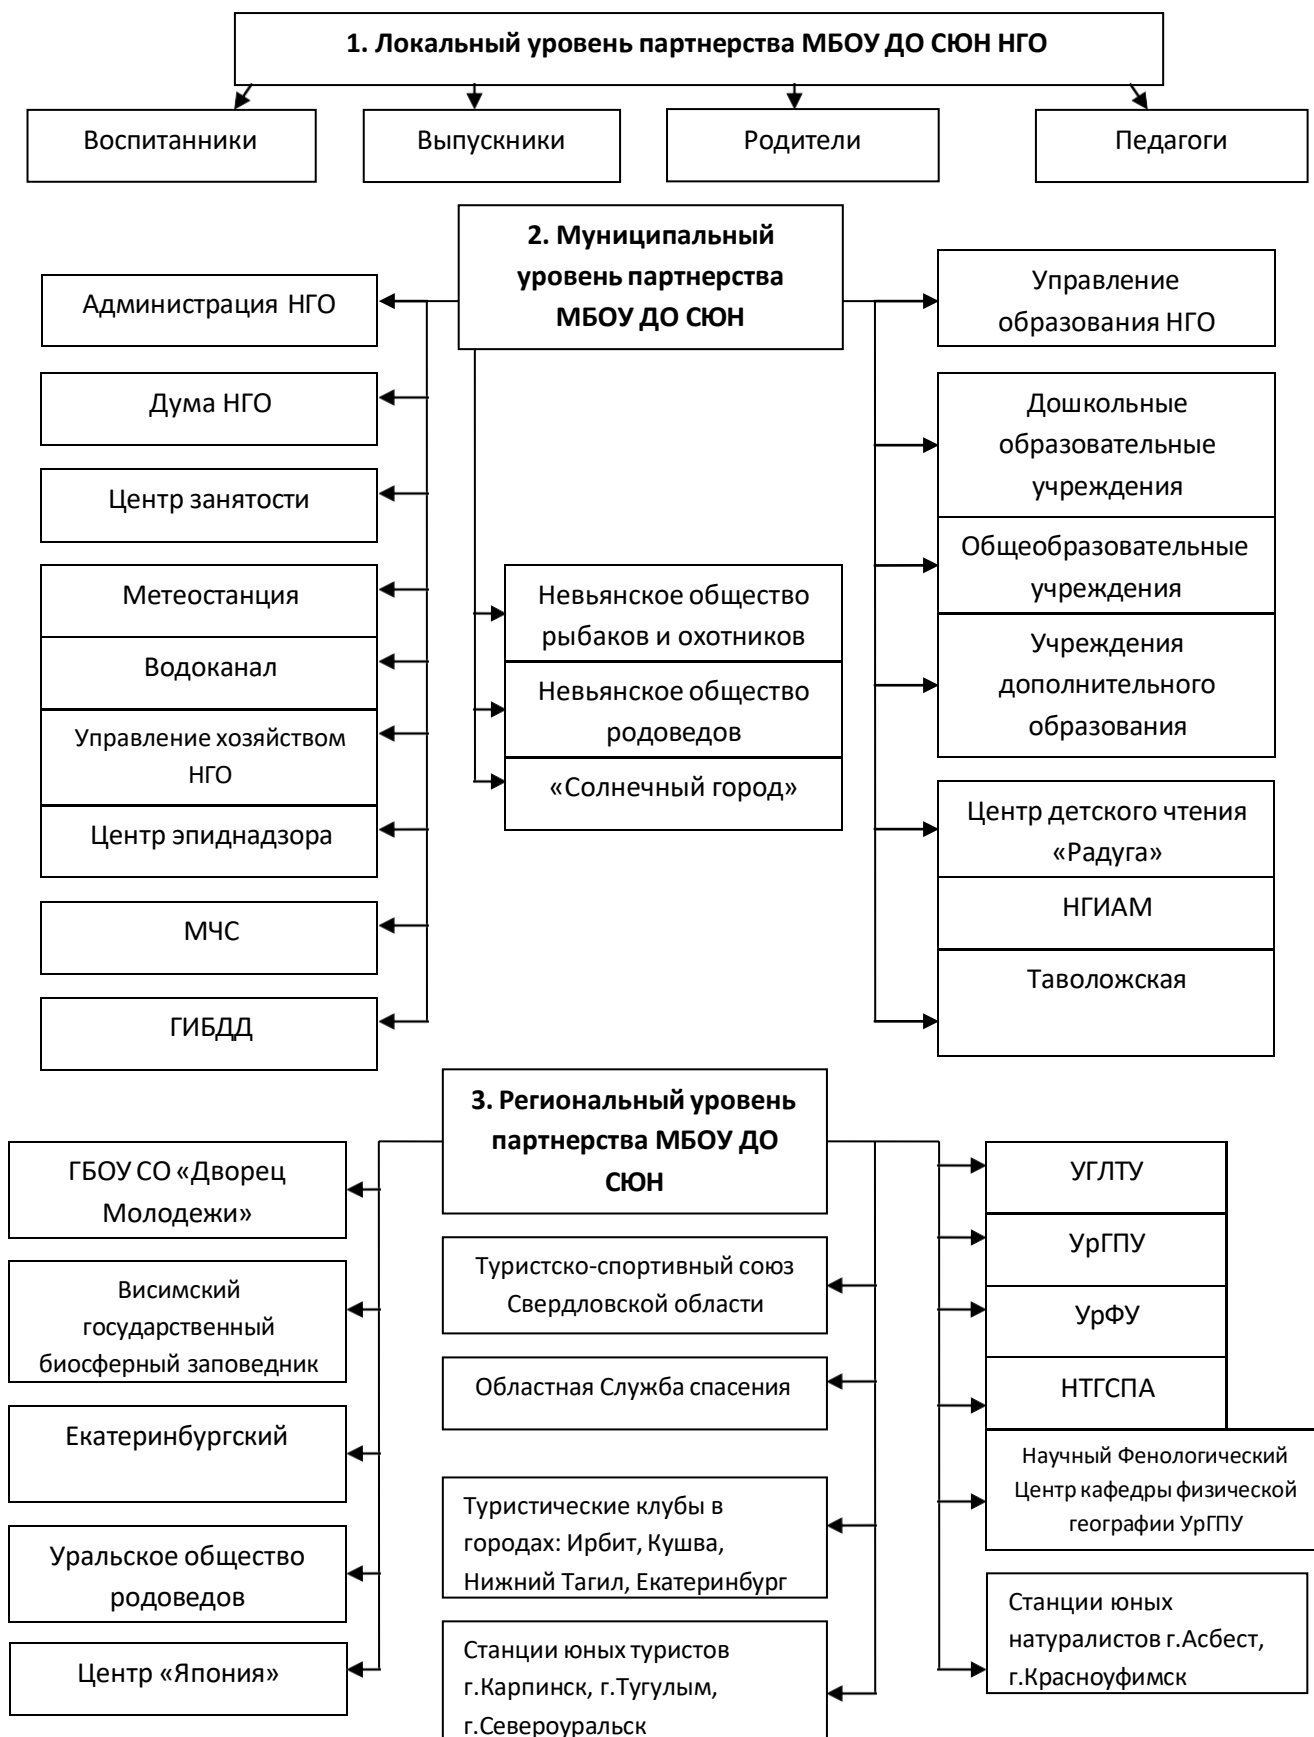 1. Локальный уровень партнерства МБОУ ДО СЮН НГО
Воспитанники
Выпускники
Родители
Педагоги
2. Муниципальный
уровень партнерства
МБОУ ДО СЮН
Администрация НГО
Дума НГО
Центр занятости
Метеостанция
Водоканал
Управление хозяйством
НГО
Центр эпиднадзора
МЧС
ГИБДД
Невьянское общество
рыбаков и охотников
Невьянское общество
родоведов
«Солнечный город»
Управление
образования НГО
Дошкольные
образовательные
учреждения
Общеобразовательные
учреждения
Учреждения
дополнительного
образования
Центр детского чтения
«Радуга»
НГИАМ
Таволожская
3. Региональный уровень
партнерства МБОУ ДО
СЮН
ГБОУ СО «Дворец
Молодежи»
Висимский
государственный
биосферный заповедник
Екатеринбургский
Уральское общество
родоведов
Центр «Япония»
Туристско-спортивный союз
Свердловской области
Областная Служба спасения
Туристические клубы в
городах: Ирбит, Кушва,
Нижний Тагил, Екатеринбург
Станции юных туристов
г.Карпинск, г.Тугулым,
г.Североуральск
УГЛТУ
УрГПУ
УрФУ
НТГСПА
Научный Фенологический
Центр кафедры физической
географии УрГПУ
Станции юных
натуралистов г.Асбест,
г.Красноуфимск